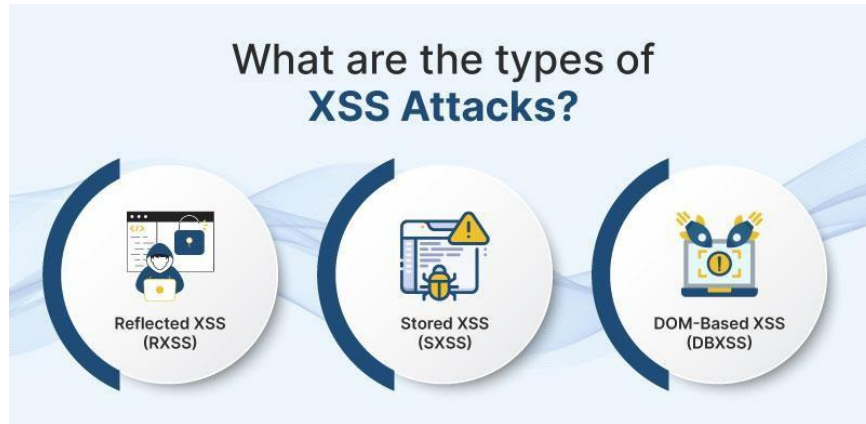 What are the types of
XSS Attacks?
Reflected XSS
(RXSS)
Stored XSS
(SXSS)
DOM-Based XSS
(DBXSS)